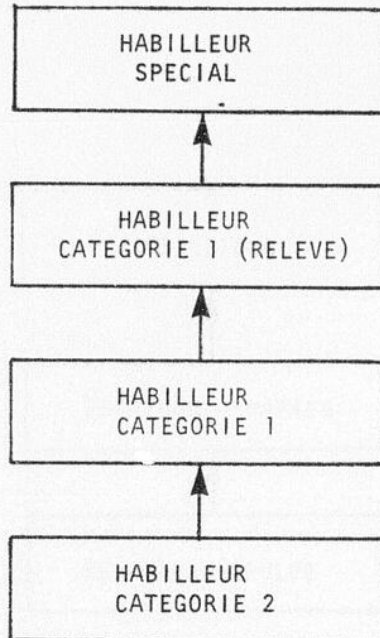 HABILLEUR
SPECIAL
HABILLEUR
CATEGORIE 1 (RELEVE)
HABILLEUR
CATEGORIE 1
HABILLEUR
CATEGORIE 2